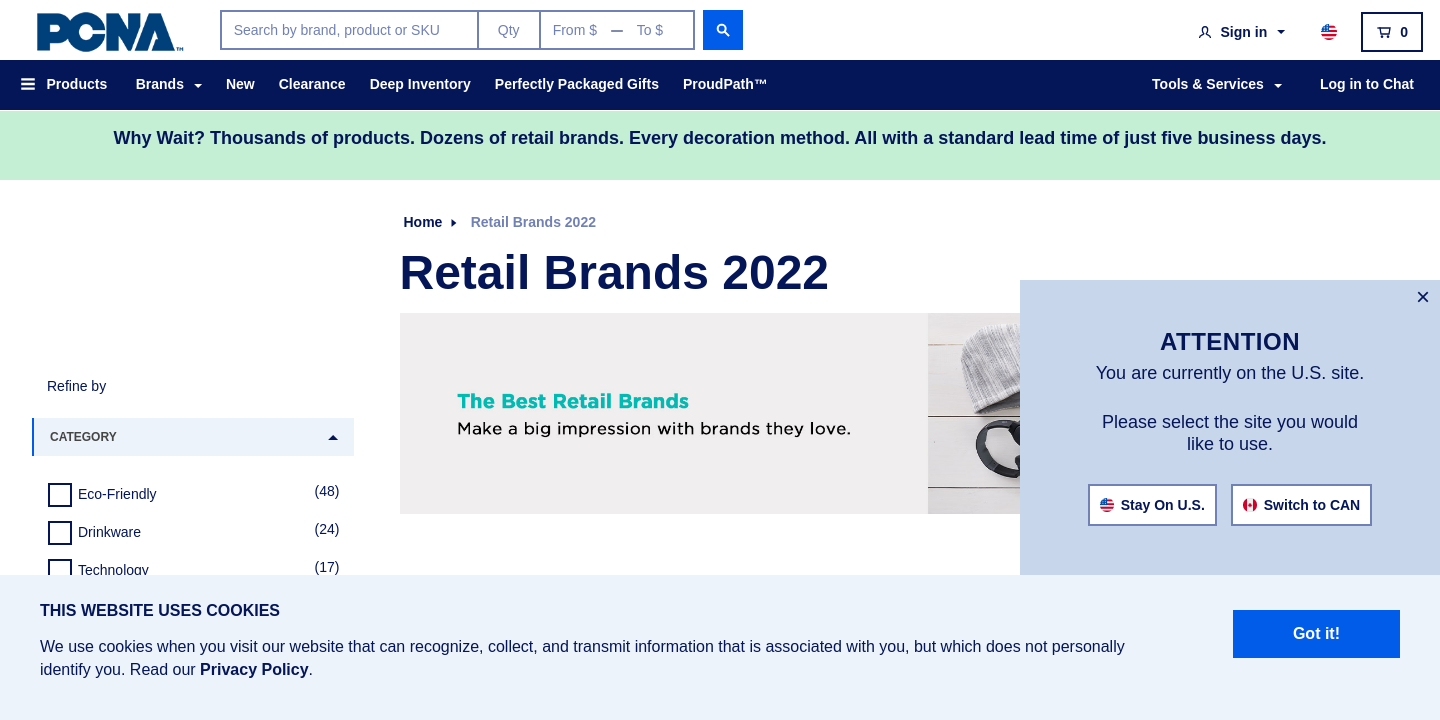 PCNA™
Search by brand, product or SKU
Qty
From $ — To $
Sign in
0
Products
Brands
New
Clearance
Deep Inventory
Perfectly Packaged Gifts
ProudPath™
Tools & Services
Log in to Chat
Why Wait? Thousands of products. Dozens of retail brands. Every decoration method. All with a standard lead time of just five business days.
Home
Retail Brands 2022
Retail Brands 2022
The Best Retail Brands
Make a big impression with brands they love.
Refine by
CATEGORY
Eco-Friendly (48)
Drinkware (24)
Technology (17)
×
ATTENTION
You are currently on the U.S. site.
Please select the site you would
like to use.
Stay On U.S.
Switch to CAN
THIS WEBSITE USES COOKIES
We use cookies when you visit our website that can recognize, collect, and transmit information that is associated with you, but which does not personally
identify you. Read our Privacy Policy.
Got it!